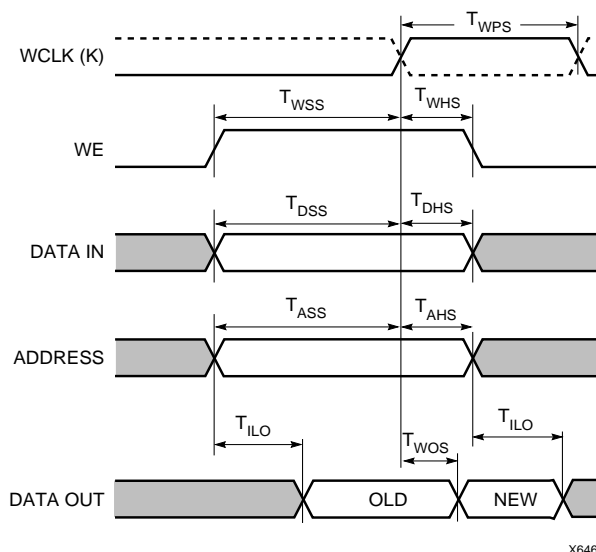 T_WPS
WCLK (K)
T_WSS T_WHS
WE
T_DSS T_DHS
DATA IN
T_ASS T_AHS
ADDRESS
T_ILO T_WOS T_ILO
DATA OUT OLD NEW